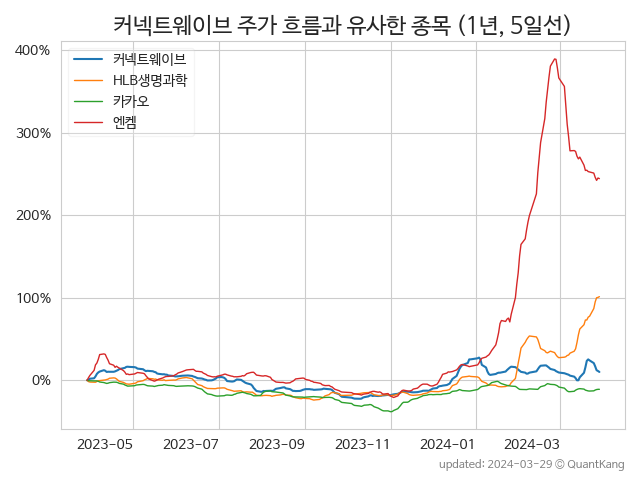 커넥트웨이브 주가 흐름과 유사한 종목 (1년, 5일선)
400%
300%
200%
100%
0%
커넥트웨이브
HLB생명과학
카카오
엔켐
2023-05 2023-07 2023-09 2023-11 2024-01 2024-03
updated: 2024-03-29 © QuantKang